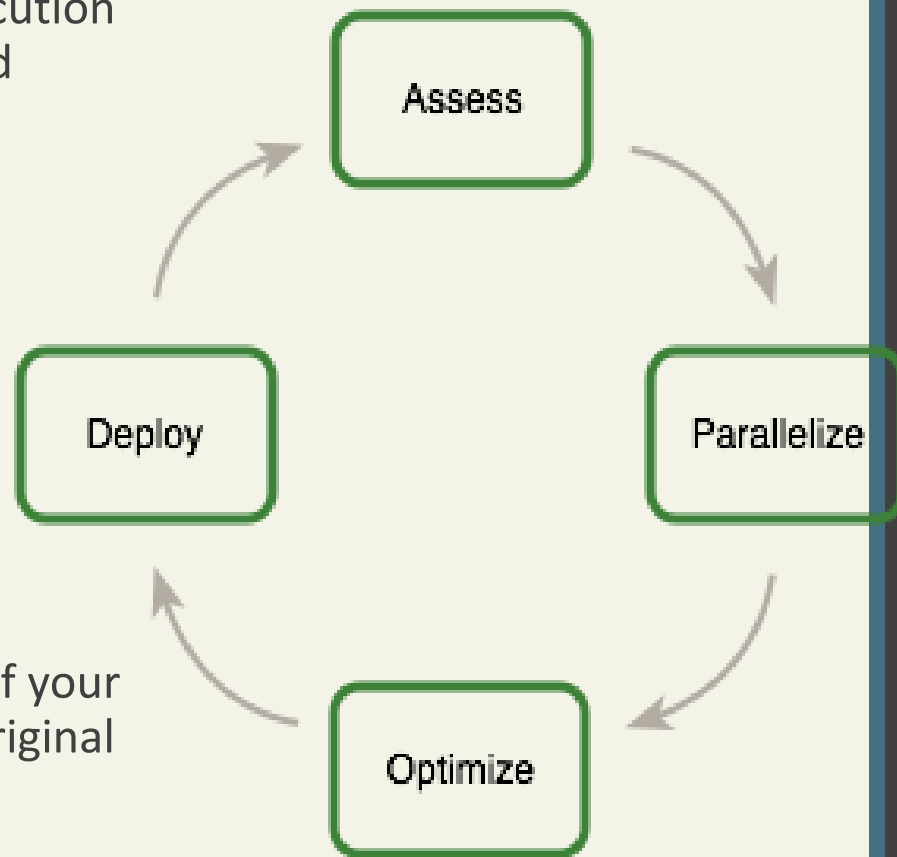 cution
d
Assess
Deploy
Parallelize
f your
riginal
Optimize